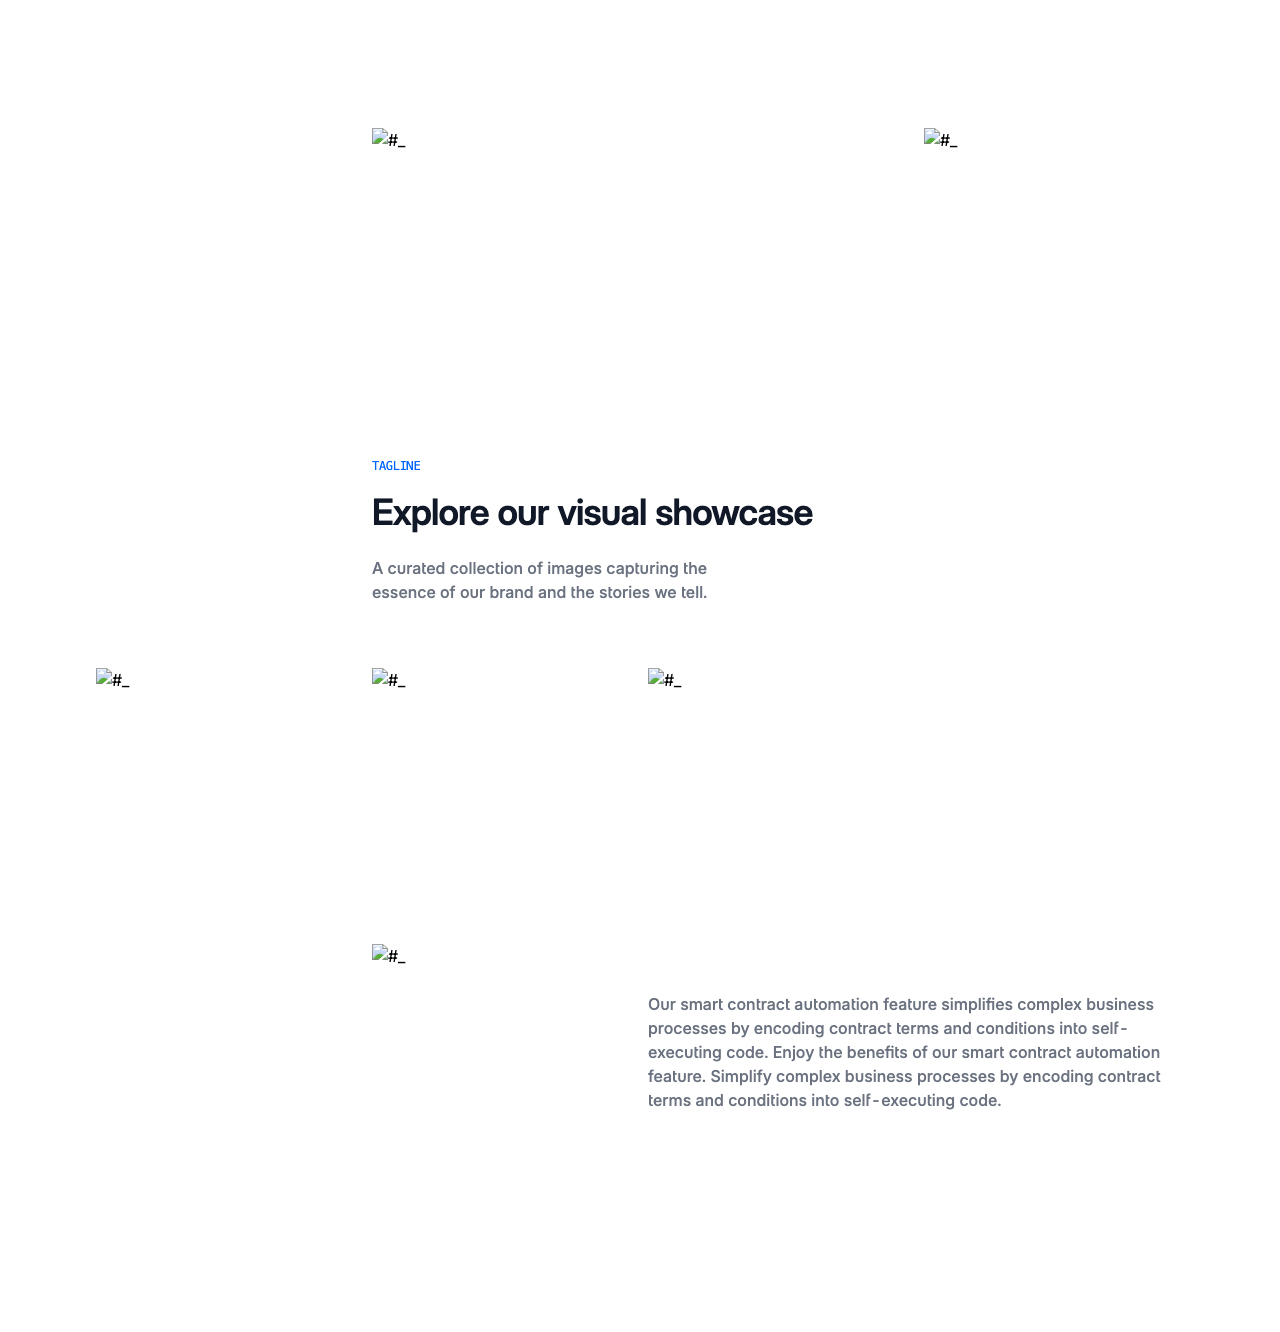 #_ #_
TAGLINE
Explore our visual showcase
A curated collection of images capturing the
essence of our brand and the stories we tell.
#_ #_ #_
#_
Our smart contract automation feature simplifies complex business
processes by encoding contract terms and conditions into self-
executing code. Enjoy the benefits of our smart contract automation
feature. Simplify complex business processes by encoding contract
terms and conditions into self-executing code.